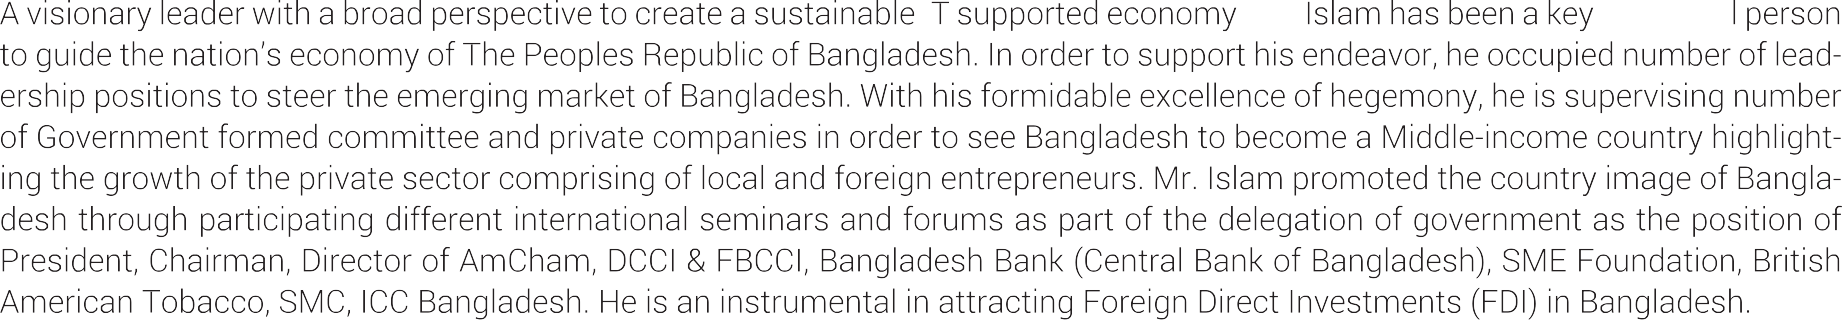 A visionary leader with a broad perspective to create a sustainable T supported economy Islam has been a key l person
to guide the nation's economy of The Peoples Republic of Bangladesh. In order to support his endeavor, he occupied number of lead-
ership positions to steer the emerging market of Bangladesh. With his formidable excellence of hegemony, he is supervising number
of Government formed committee and private companies in order to see Bangladesh to become a Middle-income country highlight-
ing the growth of the private sector comprising of local and foreign entrepreneurs. Mr. Islam promoted the country image of Bangla-
desh through participating different international seminars and forums as part of the delegation of government as the position of
President, Chairman, Director of AmCham, DCCI & FBCCI, Bangladesh Bank (Central Bank of Bangladesh), SME Foundation, British
American Tobacco, SMC, ICC Bangladesh. He is an instrumental in attracting Foreign Direct Investments (FDI) in Bangladesh.